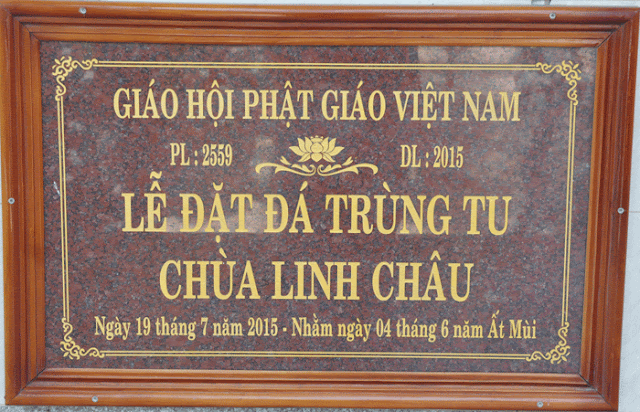 GIÁO HỘI PHẬT GIÁO VIỆT NAM
PL : 2559 DL : 2015
LỄ ĐẶT ĐÁ TRÙNG TU
CHÙA LINH CHÂU
Ngày 19 tháng 7 năm 2015 - Nhằm ngày 04 tháng 6 năm Ất Mùi